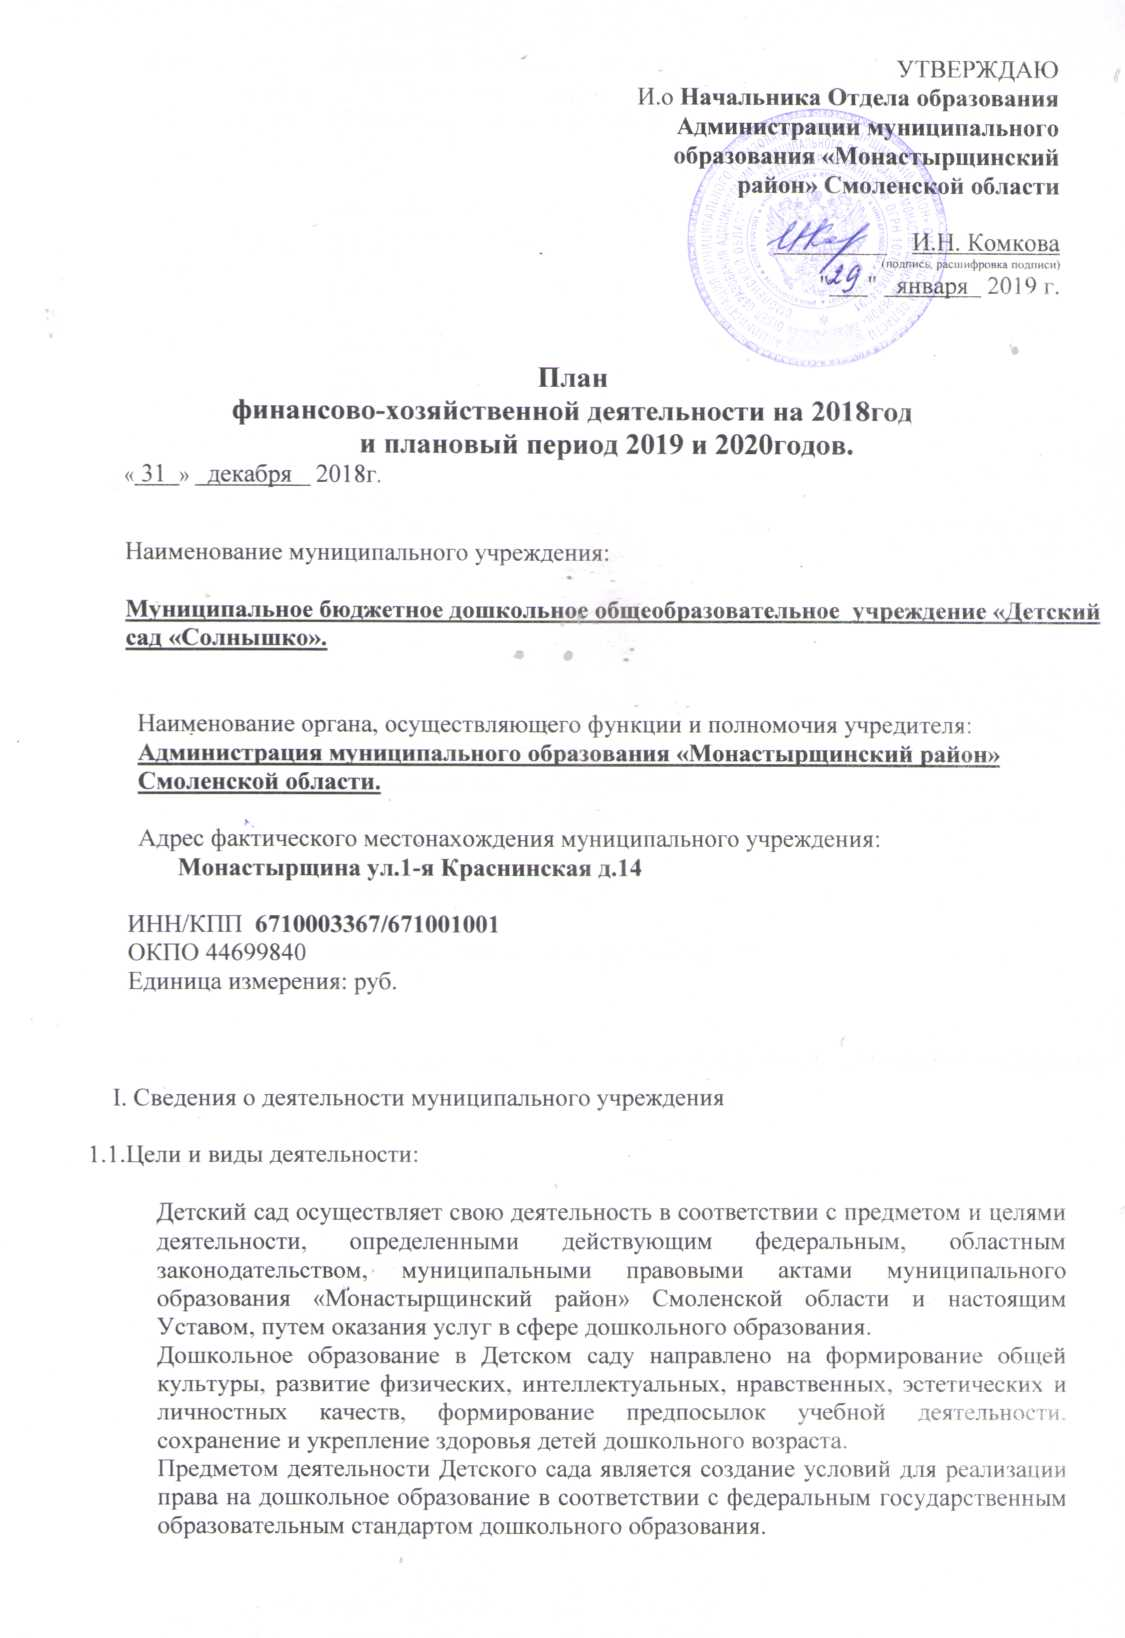 УТВЕРЖДАЮ
И.о Начальника Отдела образования
Администрации муниципального
образования «Монастырщинский
район» Смоленской области
И.Н. Комкова
(подпись, расшифровка подписи)
"29" января 2019 г.
План
финансово-хозяйственной деятельности на 2018год
и плановый период 2019 и 2020годов.
« 31 » декабря 2018г.
Наименование муниципального учреждения:
Муниципальное бюджетное дошкольное общеобразовательное учреждение «Детский
сад «Солнышко».
Наименование органа, осуществляющего функции и полномочия учредителя:
Администрация муниципального образования «Монастырщинский район»
Смоленской области.
Адрес фактического местонахождения муниципального учреждения:
Монастырщина ул.1-я Краснинская д.14
ИНН/КПП 6710003367/671001001
ОКПО 44699840
Единица измерения: руб.
I. Сведения о деятельности муниципального учреждения
1.1.Цели и виды деятельности:
Детский сад осуществляет свою деятельность в соответствии с предметом и целями
деятельности, определенными действующим федеральным, областным
законодательством, муниципальными правовыми актами муниципального
образования «Монастырщинский район» Смоленской области и настоящим
Уставом, путем оказания услуг в сфере дошкольного образования.
Дошкольное образование в Детском саду направлено на формирование общей
культуры, развитие физических, интеллектуальных, нравственных, эстетических и
личностных качеств, формирование предпосылок учебной деятельности.
сохранение и укрепление здоровья детей дошкольного возраста.
Предметом деятельности Детского сада является создание условий для реализации
права на дошкольное образование в соответствии с федеральным государственным
образовательным стандартом дошкольного образования.